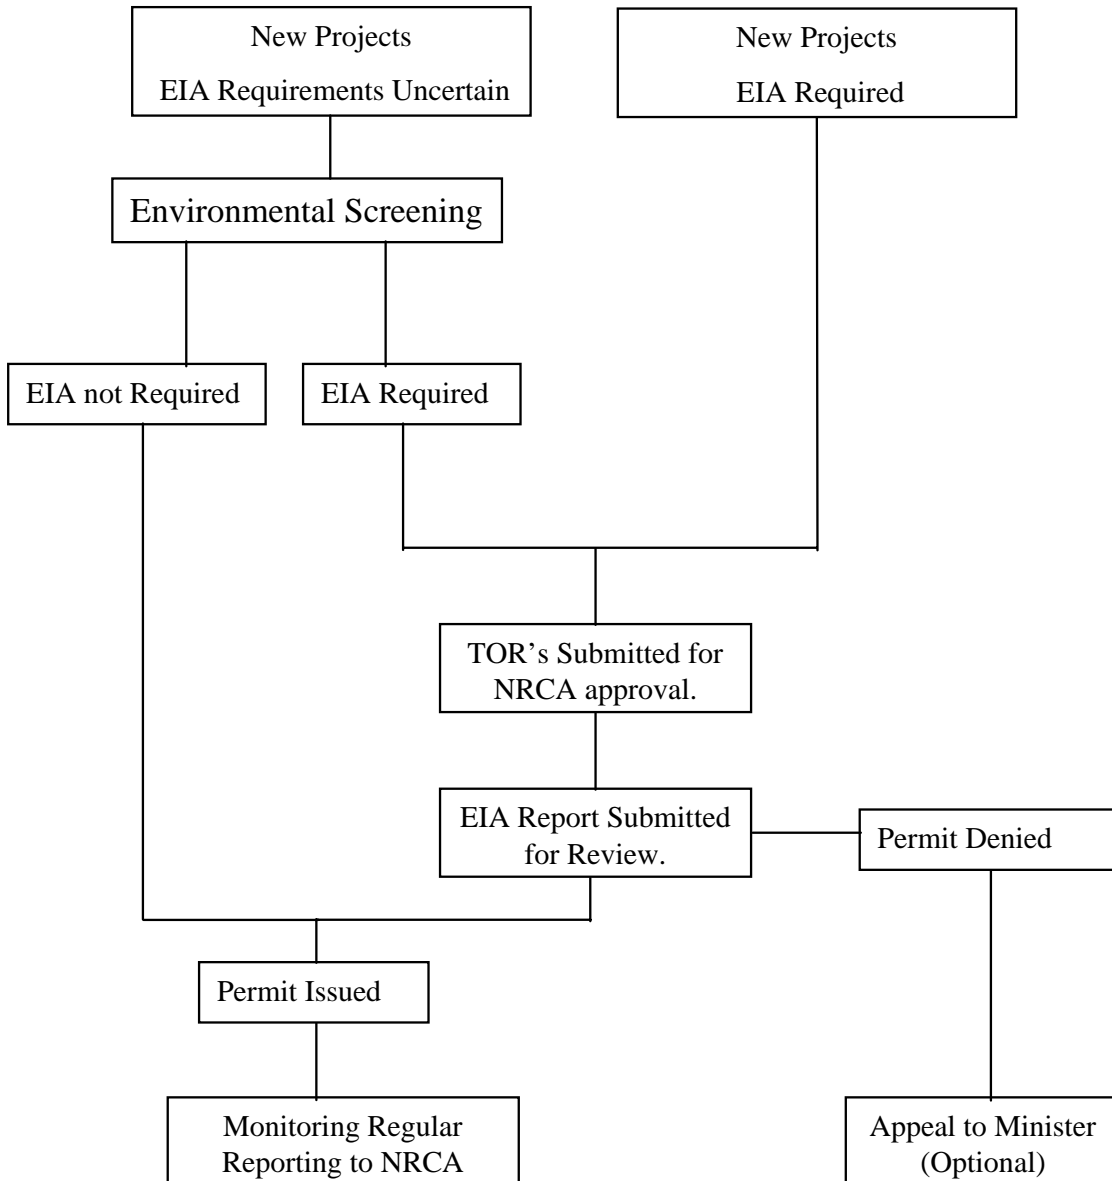 New Projects
EIA Requirements Uncertain
New Projects
EIA Required
Environmental Screening
EIA not Required
EIA Required
TOR’s Submitted for
NRCA approval.
EIA Report Submitted
for Review.
Permit Denied
Permit Issued
Monitoring Regular
Reporting to NRCA
Appeal to Minister
(Optional)